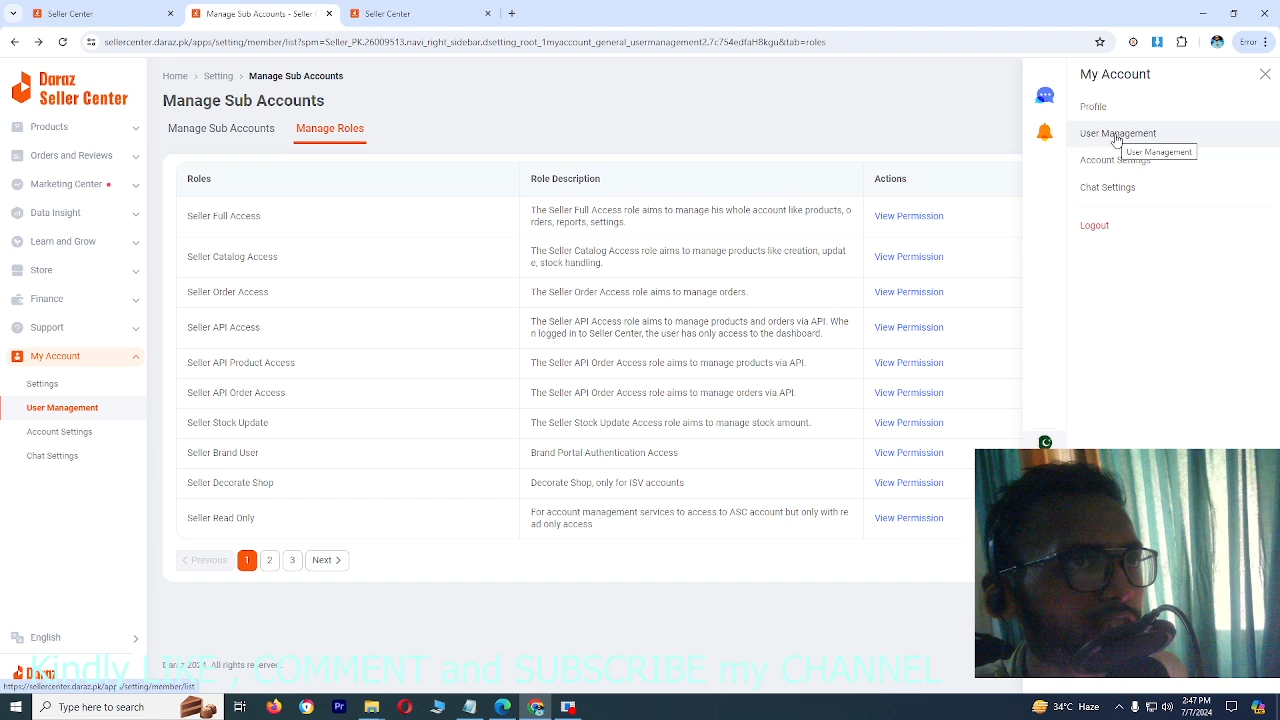 Seller Center
Manage Sub Accounts - Seller C
Seller Center
sellercenter.daraz.pk/apps/setting/member/list?spm=Seller_PK.26009513.navi_right_sidebar.dsetting_root_1myaccount_general_usermanagement2.7c754edfaH8kgu&tab=roles
Error
Daraz
Seller Center
Products
Orders and Reviews
Marketing Center
Data Insight
Learn and Grow
Store
Finance
Support
My Account
Settings
User Management
Account Settings
Chat Settings
English
Daraz
Home > Setting > Manage Sub Accounts
Manage Sub Accounts
Manage Sub Accounts Manage Roles
Roles Role Description Actions
Seller Full Access The Seller Full Access role aims to manage his whole account like products, o
rders, reports, settings. View Permission
Seller Catalog Access The Seller Catalog Access role aims to manage products like creation, updat
e, stock handling. View Permission
Seller Order Access The Seller Order Access role aims to manage orders. View Permission
Seller API Access The Seller API Access role aims to manage products and orders via API. Whe
n logged in to Seller Center, the user has only access to the dashboard. View Permission
Seller API Product Access The Seller API Order Access role aims to manage products via API. View Permission
Seller API Order Access The Seller API Order Access role aims to manage orders via API. View Permission
Seller Stock Update The Seller Stock Update Access role aims to manage stock amount. View Permission
Seller Brand User Brand Portal Authentication Access View Permission
Seller Decorate Shop Decorate Shop, only for ISV accounts View Permission
Seller Read Only For account management services to access to ASC account but only with re
ad only access View Permission
< Previous 1 2 3 Next >
Daraz 2024. All rights reserved.
My Account
Profile
User Management
User Management
Account Settings
Chat Settings
Logout
Kindly LIKE, COMMENT and SUBSCRIBE my CHANNEL
https://sellercenter.daraz.pk/apps/setting/member/list
Type here to search
34°C Haze
2:47 PM
7/7/2024